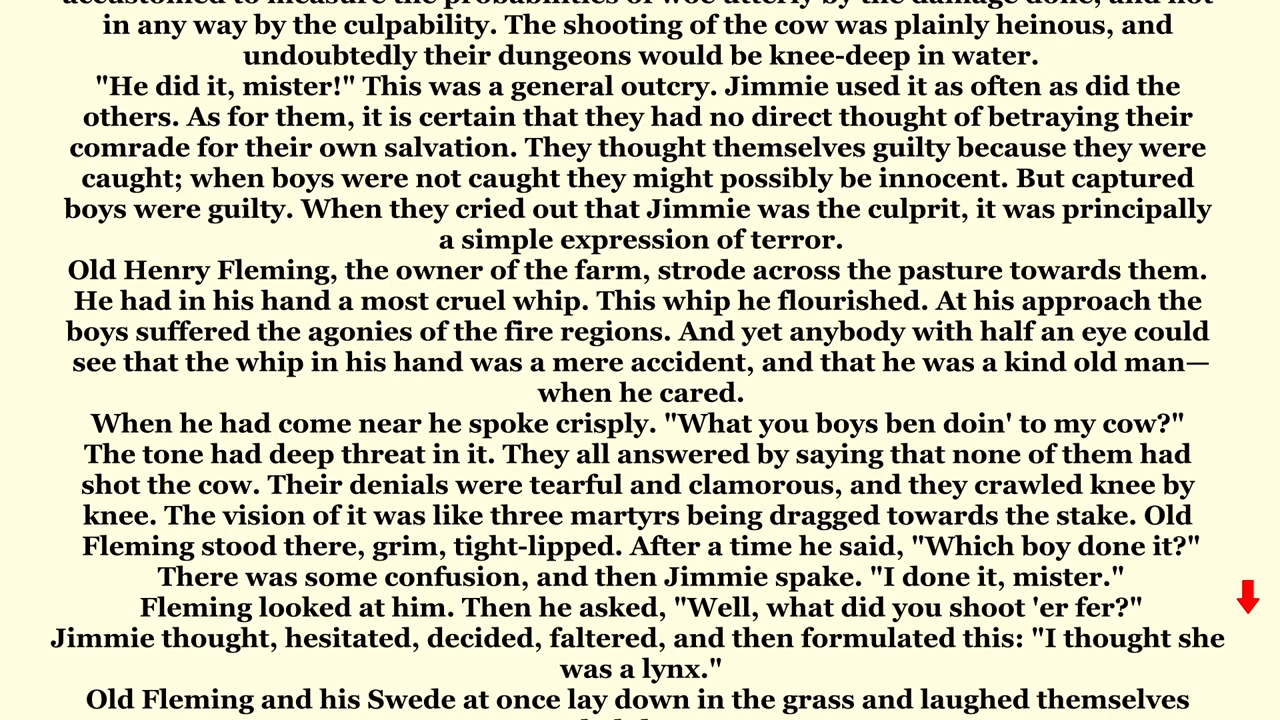 in any way by the culpability. The shooting of the cow was plainly heinous, and
undoubtedly their dungeons would be knee-deep in water.
"He did it, mister!" This was a general outcry. Jimmie used it as often as did the
others. As for them, it is certain that they had no direct thought of betraying their
comrade for their own salvation. They thought themselves guilty because they were
caught; when boys were not caught they might possibly be innocent. But captured
boys were guilty. When they cried out that Jimmie was the culprit, it was principally
a simple expression of terror.
Old Henry Fleming, the owner of the farm, strode across the pasture towards them.
He had in his hand a most cruel whip. This whip he flourished. At his approach the
boys suffered the agonies of the fire regions. And yet anybody with half an eye could
see that the whip in his hand was a mere accident, and that he was a kind old man—
when he cared.
When he had come near he spoke crisply. "What you boys ben doin' to my cow?"
The tone had deep threat in it. They all answered by saying that none of them had
shot the cow. Their denials were tearful and clamorous, and they crawled knee by
knee. The vision of it was like three martyrs being dragged towards the stake. Old
Fleming stood there, grim, tight-lipped. After a time he said, "Which boy done it?"
There was some confusion, and then Jimmie spake. "I done it, mister."
Fleming looked at him. Then he asked, "Well, what did you shoot 'er fer?"
Jimmie thought, hesitated, decided, faltered, and then formulated this: "I thought she
was a lynx."
Old Fleming and his Swede at once lay down in the grass and laughed themselves